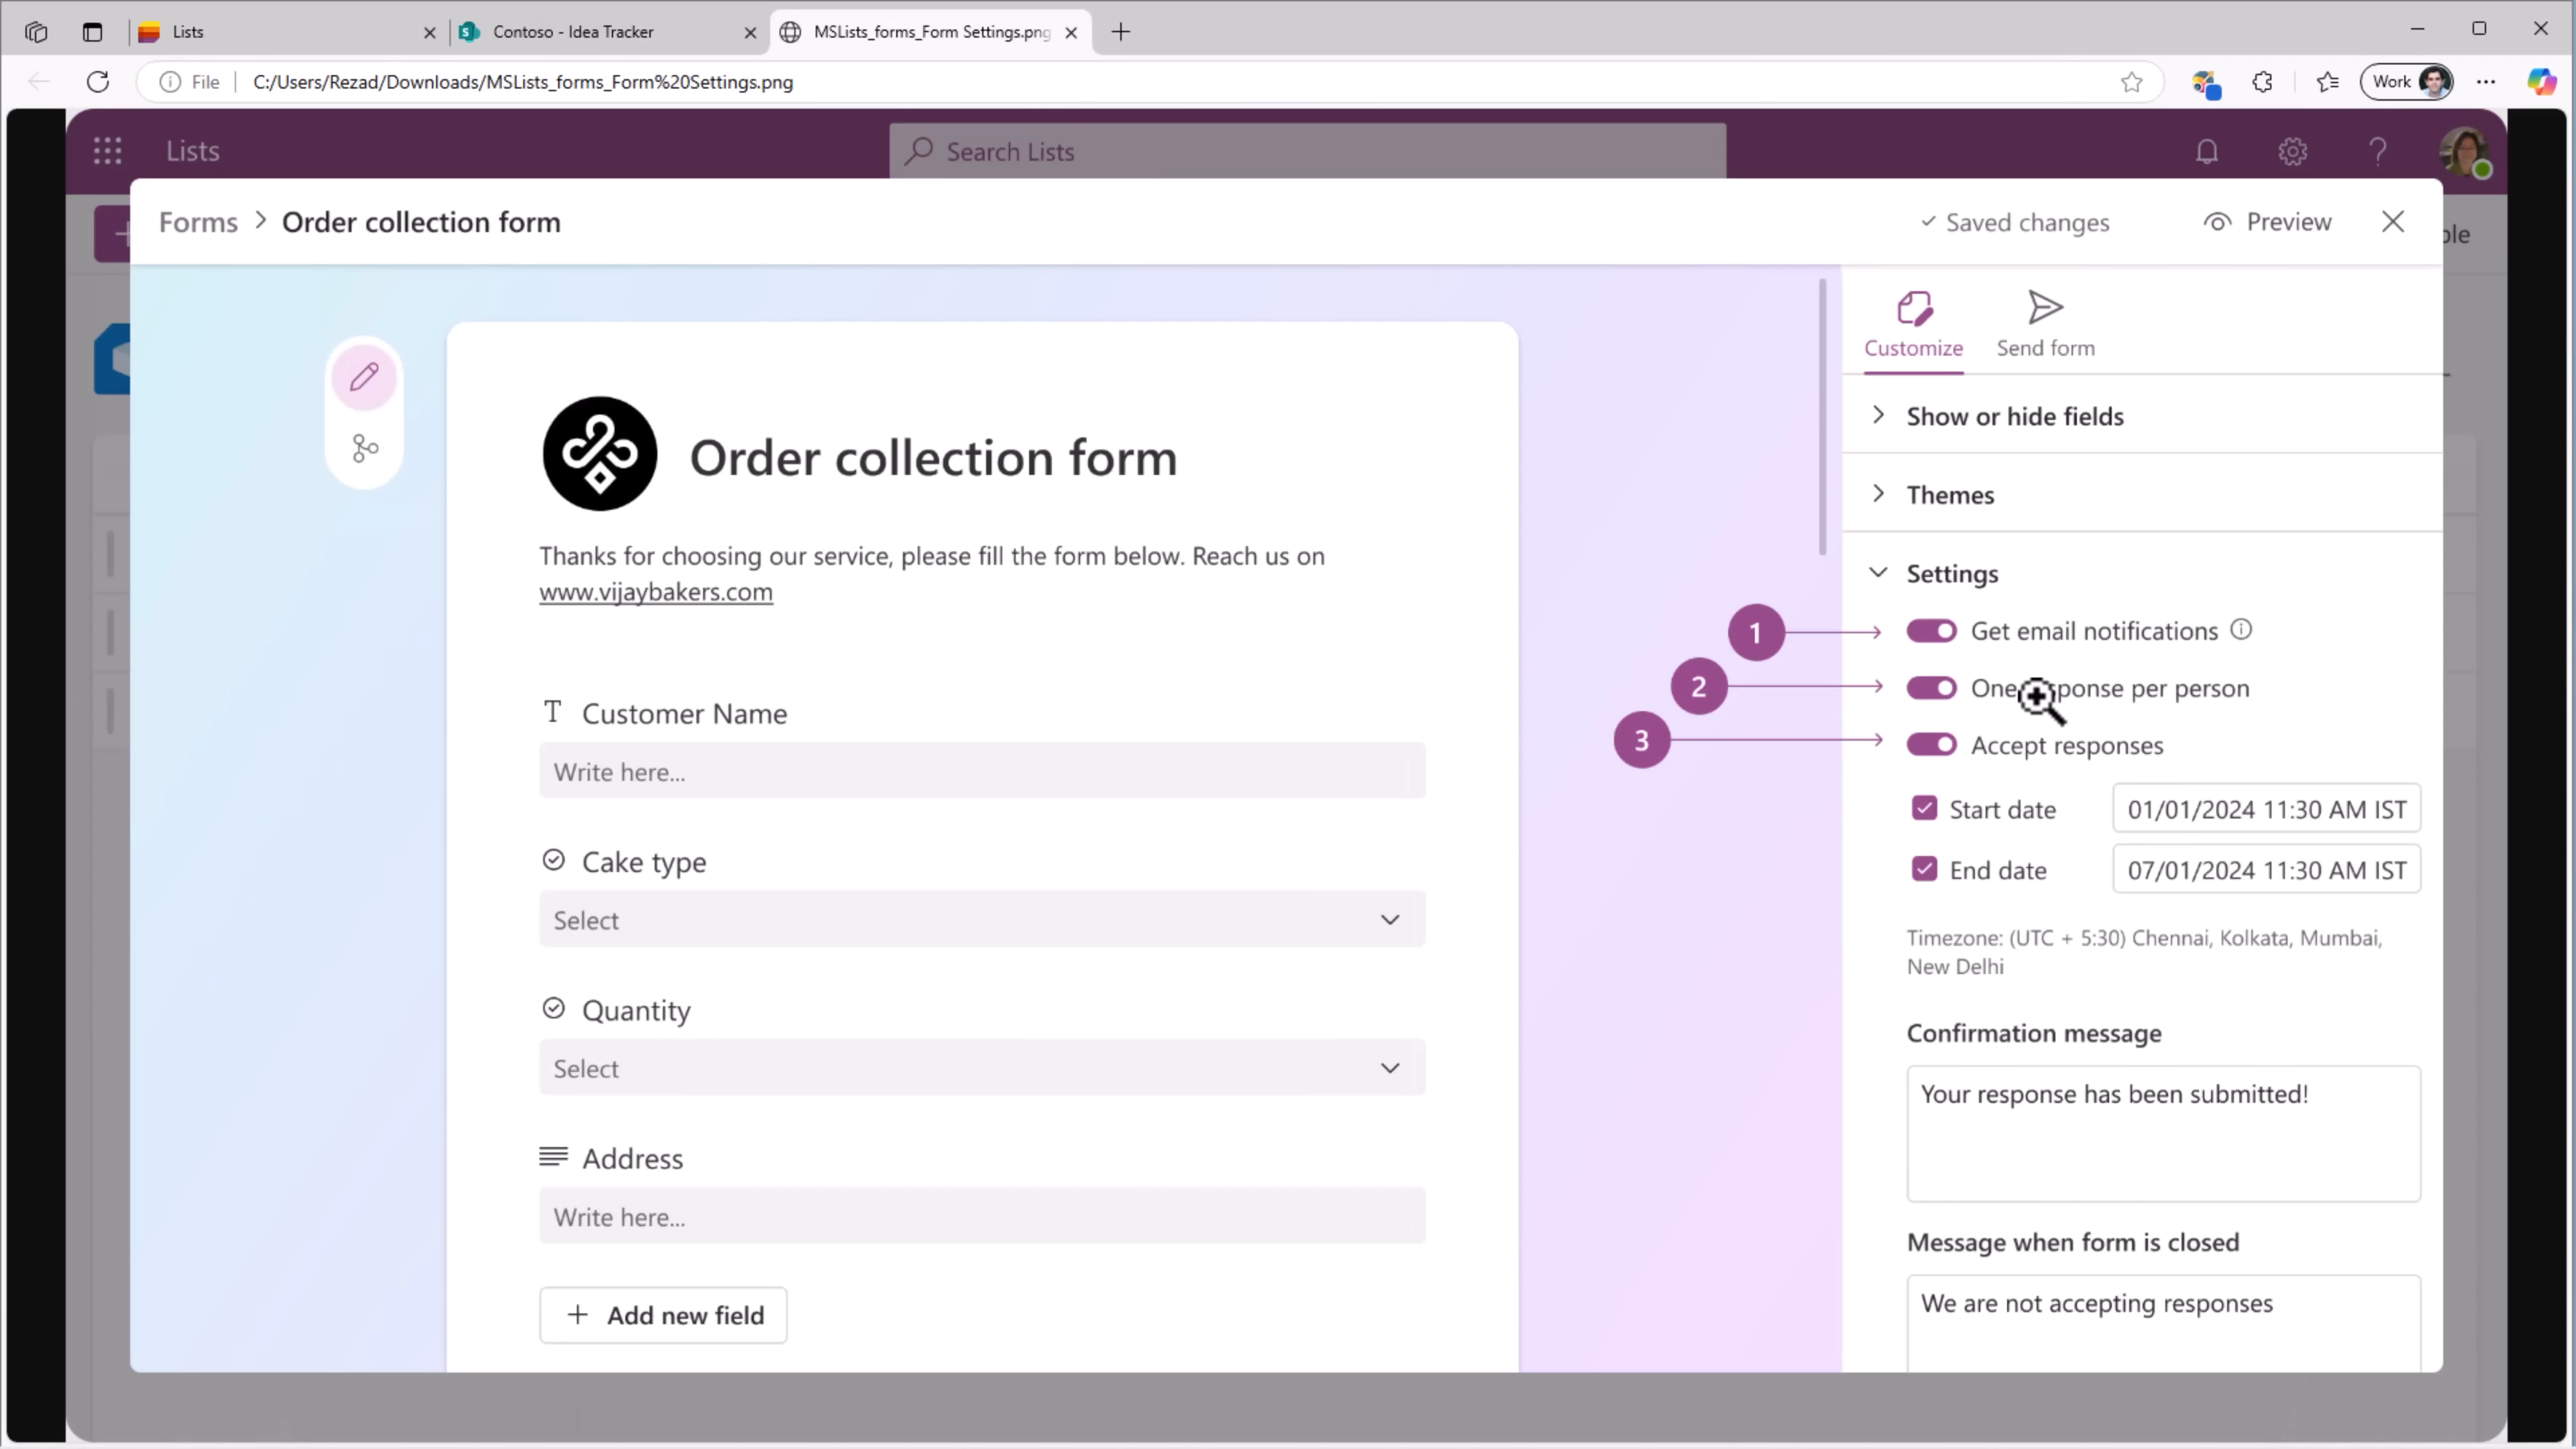 Lists
Contoso - Idea Tracker
MSLists_forms_Form Settings.png
File
C:/Users/Rezad/Downloads/MSLists_forms_Form%20Settings.png
Work
Lists
Search Lists
Forms > Order collection form
Saved changes
Preview
Customize
Send form
Order collection form
Thanks for choosing our service, please fill the form below. Reach us on
www.vijaybakers.com
Customer Name
Write here...
Cake type
Select
Quantity
Select
Address
Write here...
+ Add new field
Show or hide fields
Themes
Settings
1
Get email notifications
2
One per person
3
Accept responses
Start date
01/01/2024 11:30 AM IST
End date
07/01/2024 11:30 AM IST
Timezone: (UTC + 5:30) Chennai, Kolkata, Mumbai,
New Delhi
Confirmation message
Your response has been submitted!
Message when form is closed
We are not accepting responses